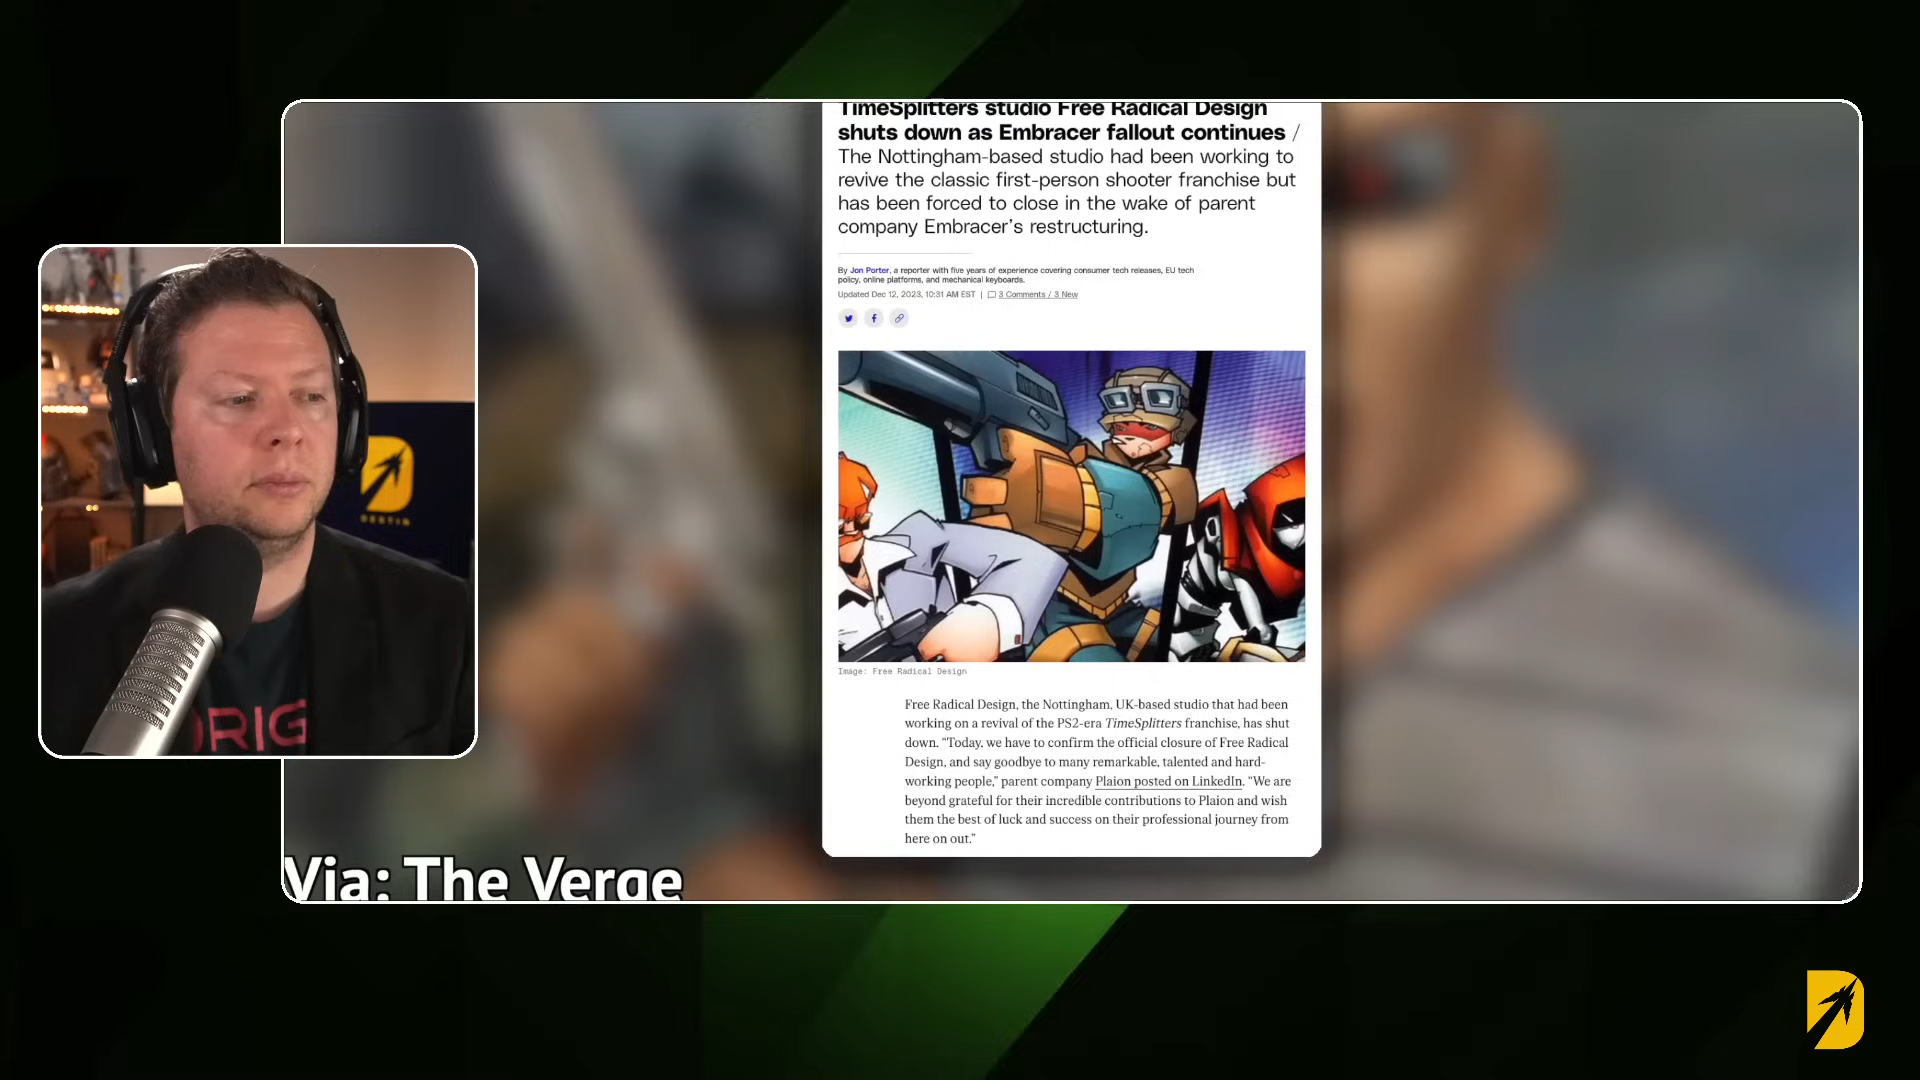 TimeSplitters studio Free Radical Design
shuts down as Embracer fallout continues /
The Nottingham-based studio had been working to
revive the classic first-person shooter franchise but
has been forced to close in the wake of parent
company Embracer’s restructuring.
By Jon Porter, a reporter with five years of experience covering consumer tech releases, EU tech
policy, online platforms, and mechanical keyboards.
Updated Dec 12, 2023, 10:31 AM EST | 3 Comments / 3 New
Image: Free Radical Design
Free Radical Design, the Nottingham, UK-based studio that had been
working on a revival of the PS2-era TimeSplitters franchise, has shut
down. “Today, we have to confirm the official closure of Free Radical
Design, and say goodbye to many remarkable, talented and hard-
working people,” parent company Plaion posted on LinkedIn. “We are
beyond grateful for their incredible contributions to Plaion and wish
them the best of luck and success on their professional journey from
here on out.”
DESTIN
ORIG
Via: The Verge